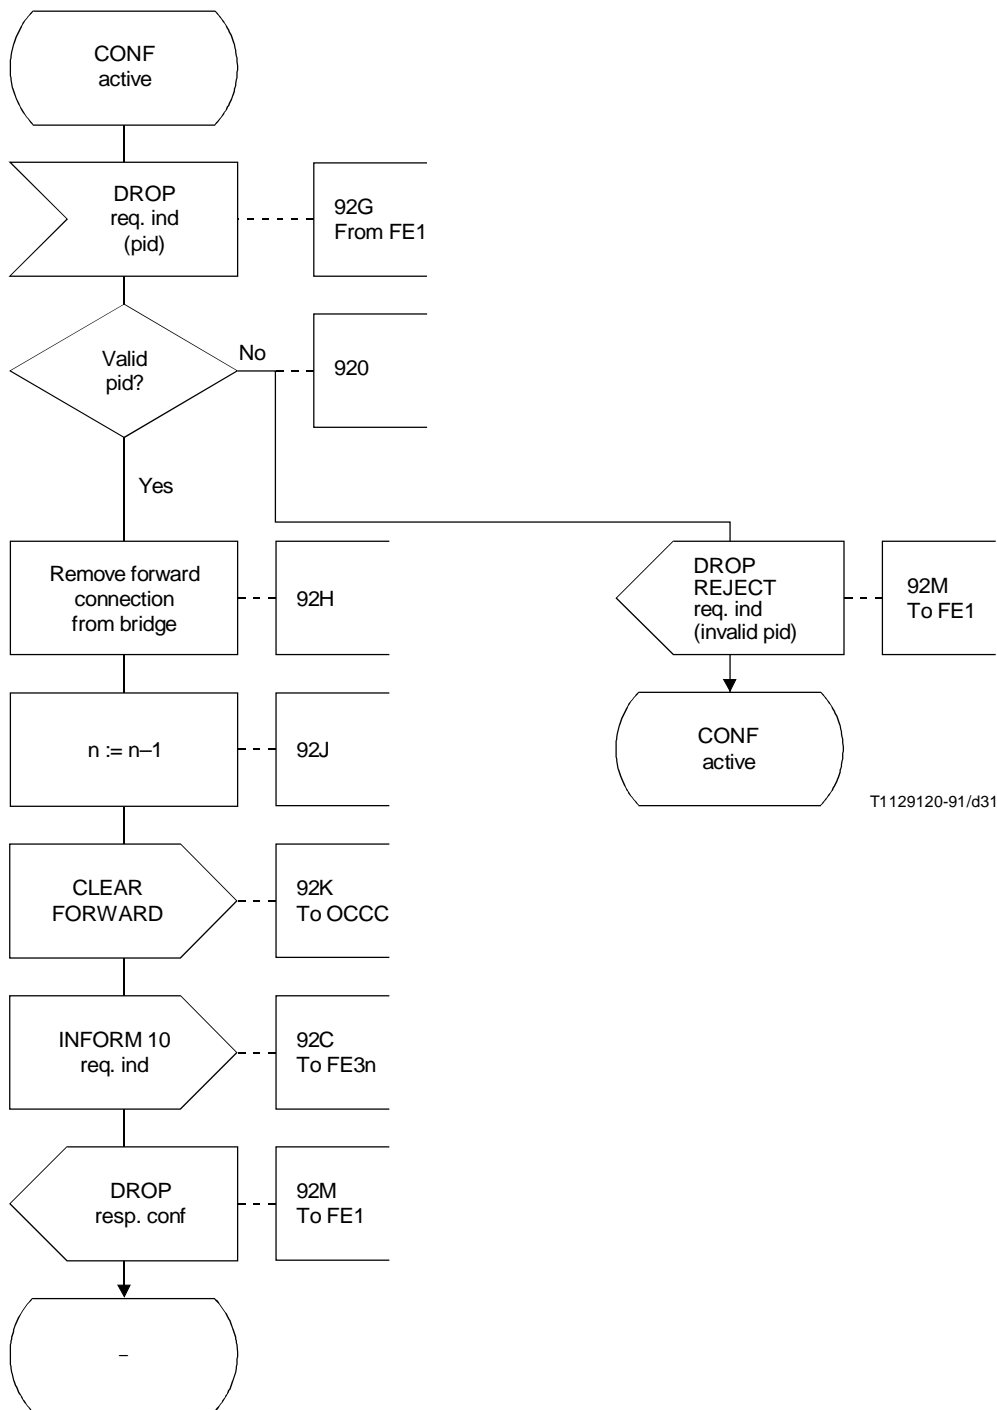 CONF
active
DROP
req. ind
(pid)
92G
From FE1
Valid
pid?
No
920
Yes
Remove forward
connection
from bridge
92H
DROP
REJECT
req. ind
(invalid pid)
92M
To FE1
n := n–1
92J
CONF
active
T1129120-91/d31
CLEAR
FORWARD
92K
To OCCC
INFORM 10
req. ind
92C
To FE3n
DROP
resp. conf
92M
To FE1
–